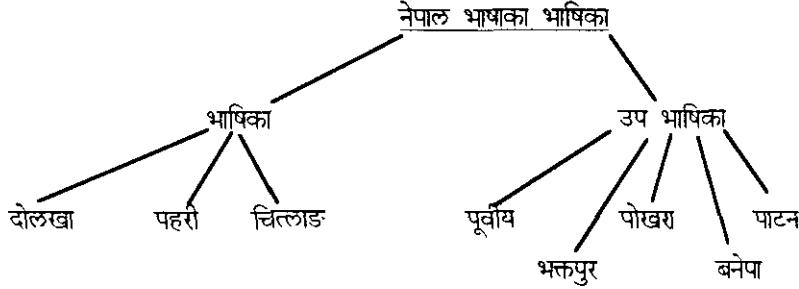 नेपाल भाषाका भाषिका
भाषिका उप भाषिका
दोलखा पहरी चित्लाङ पूर्वीय पोखरा पाटन
भक्तपुर बनेपा